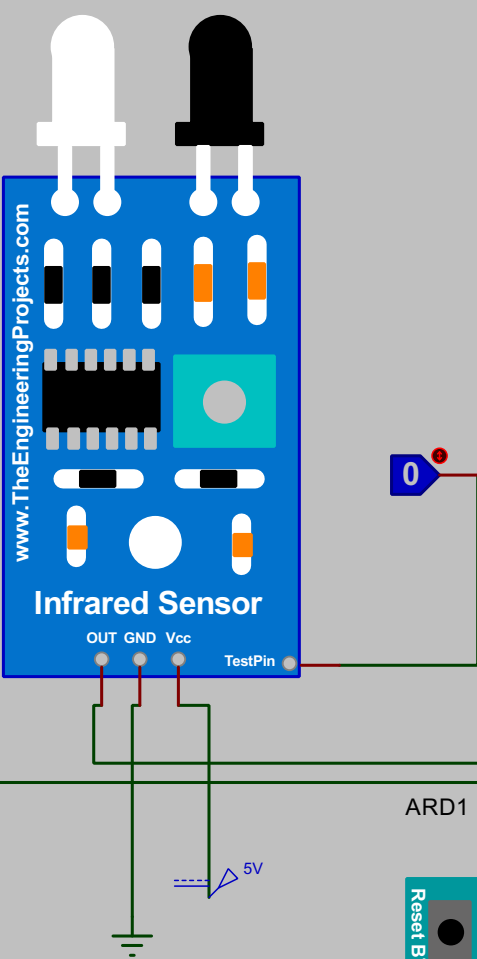 www.TheEngineeringProjects.com
0
Infrared Sensor
OUT GND Vcc
TestPin
ARD1
5V
Reset B